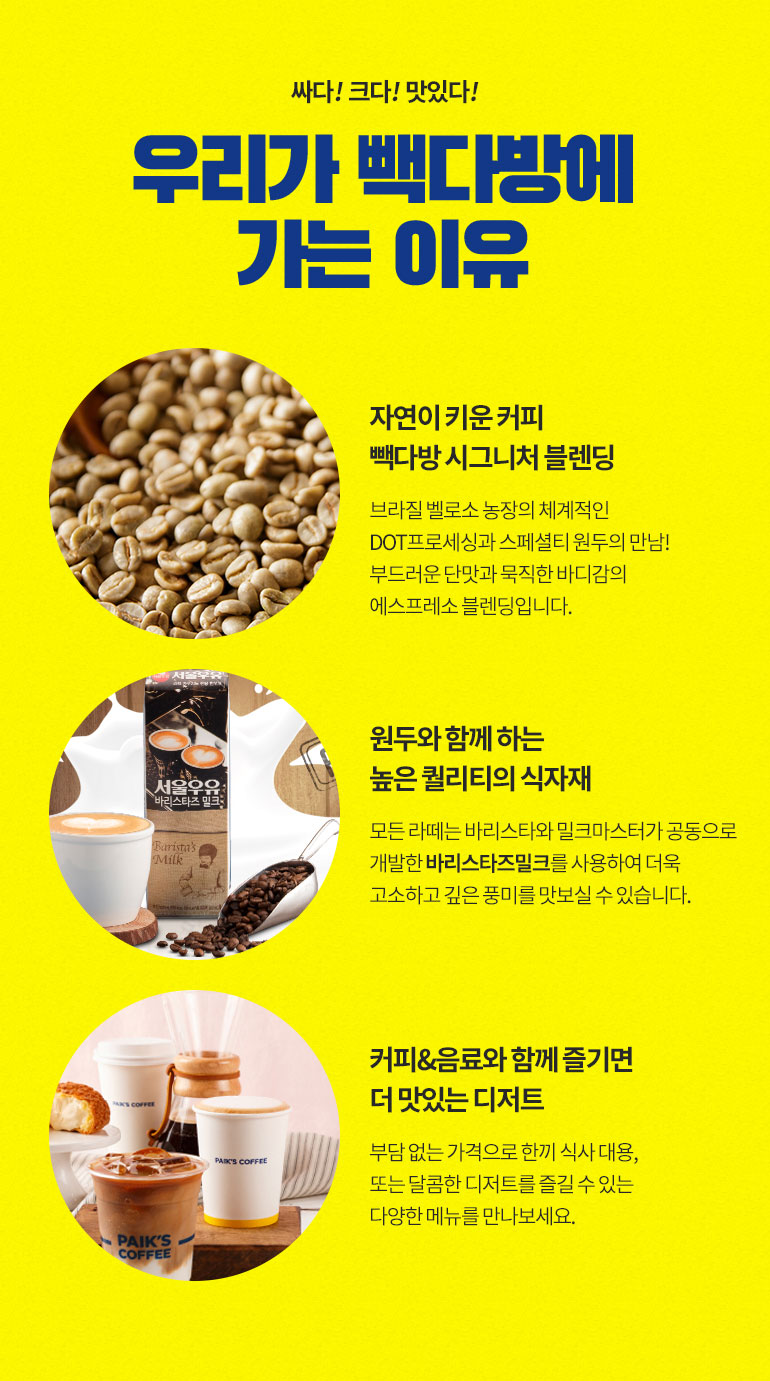 싸다! 크다! 맛있다!
우리가 빽다방에
가는 이유
자연이 키운 커피
빽다방 시그니처 블렌딩
브라질 벨로소 농장의 체계적인
DOT프로세싱과 스페셜티 원두의 만남!
부드러운 단맛과 묵직한 바디감의
에스프레소 블렌딩입니다.
서울우유
서울우유
바리스타즈 밀크
Barista's
Milk
원두와 함께 하는
높은 퀄리티의 식자재
모든 라떼는 바리스타와 밀크마스터가 공동으로
개발한 바리스타즈밀크를 사용하여 더욱
고소하고 깊은 풍미를 맛보실 수 있습니다.
PAIK'S COFFEE
PAIK'S COFFEE
PAIK'S
COFFEE
커피&음료와 함께 즐기면
더 맛있는 디저트
부담 없는 가격으로 한끼 식사 대용,
또는 달콤한 디저트를 즐길 수 있는
다양한 메뉴를 만나보세요.